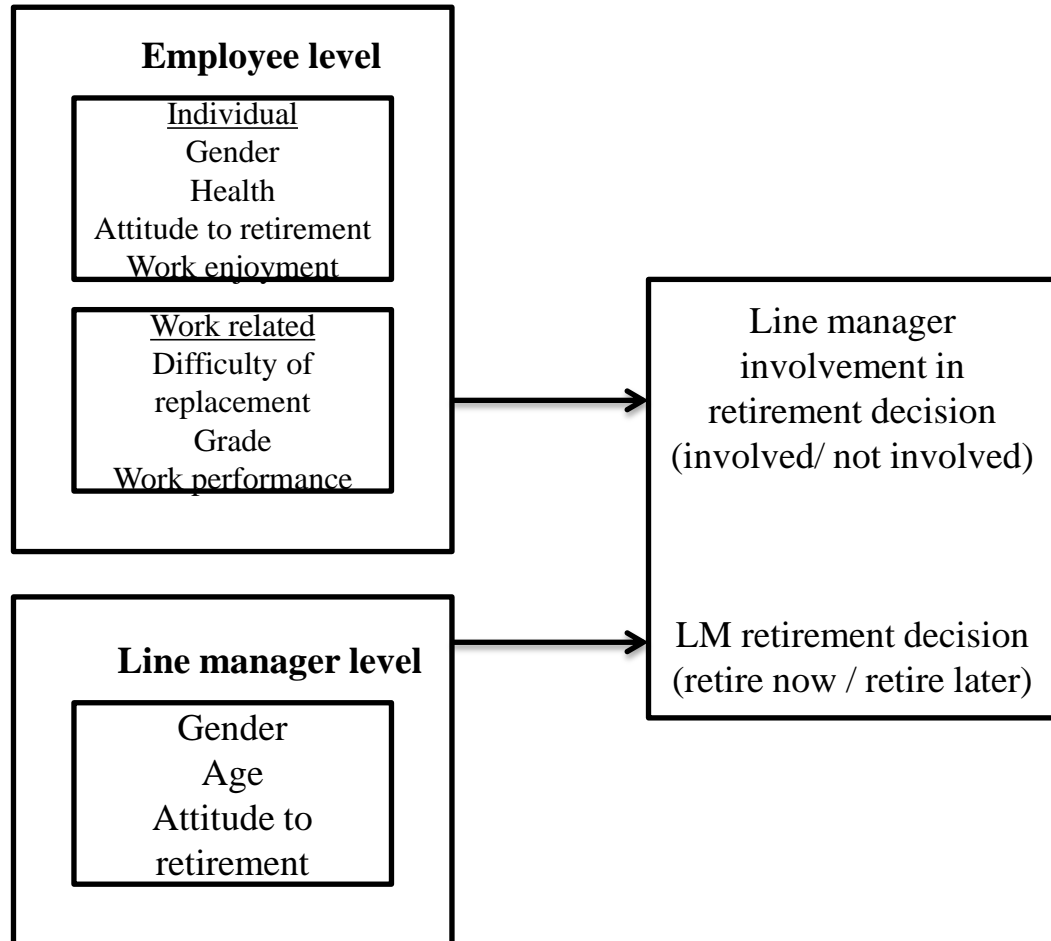 Employee level
Individual
Gender
Health
Attitude to retirement
Work enjoyment
Work related
Difficulty of
replacement
Grade
Work performance
Line manager level
Gender
Age
Attitude to
retirement
Line manager
involvement in
retirement decision
(involved/ not involved)
LM retirement decision
(retire now / retire later)